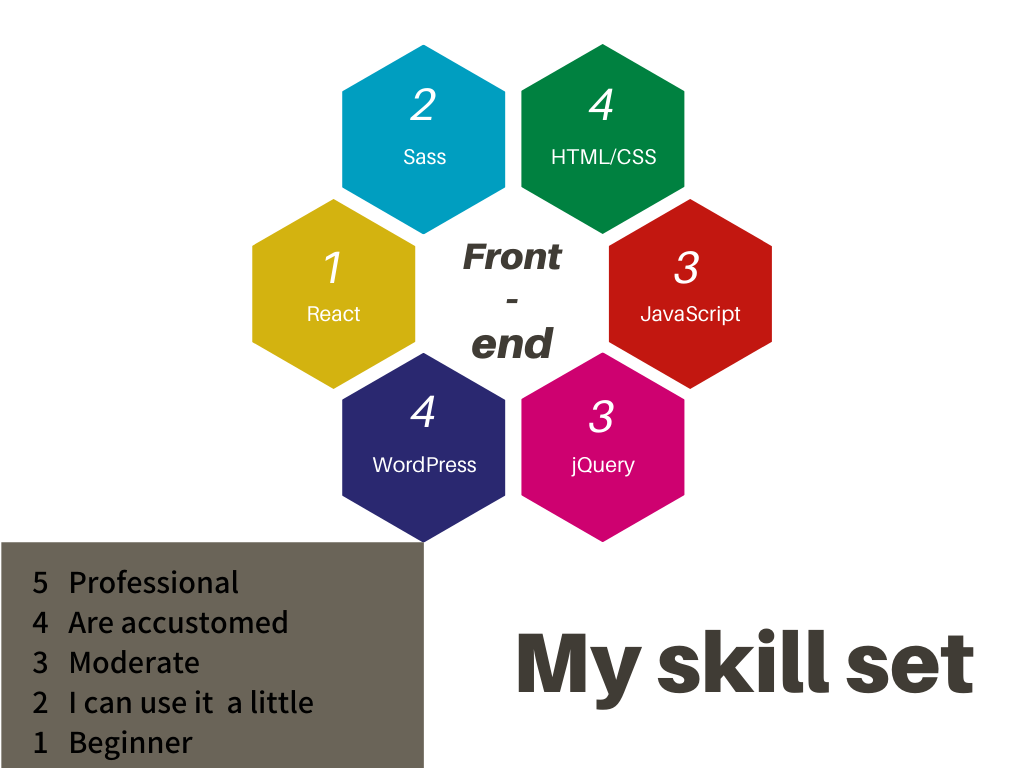 2
Sass
4
HTML/CSS
1
React
Front
-
end
3
JavaScript
4
WordPress
3
jQuery
5 Professional
4 Are accustomed
3 Moderate
2 I can use it  a little
1 Beginner
My skill set